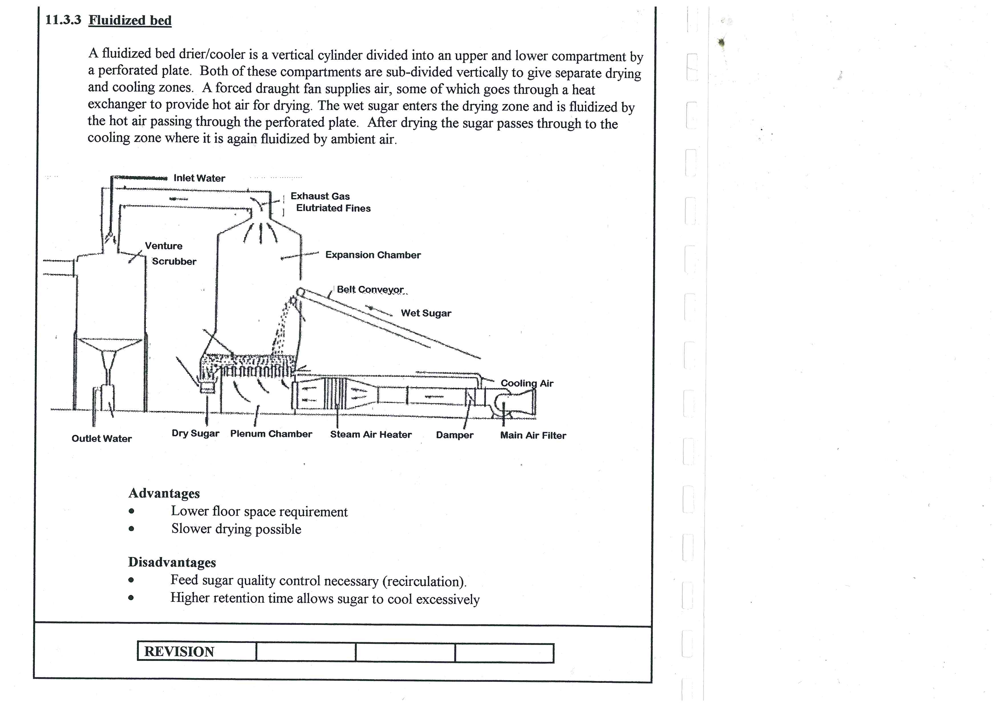 11.3.3 Fluidized bed
A fluidized bed drier/cooler is a vertical cylinder divided into an upper and lower compartment by
a perforated plate. Both of these compartments are sub-divided vertically to give separate drying
and cooling zones. A forced draught fan supplies air, some of which goes through a heat
exchanger to provide hot air for drying. The wet sugar enters the drying zone and is fluidized by
the hot air passing through the perforated plate. After drying the sugar passes through to the
cooling zone where it is again fluidized by ambient air.
Inlet Water
Exhaust Gas
Elutriated Fines
Venture
Scrubber
Expansion Chamber
Belt Conveyor
Wet Sugar
Cooling Air
Outlet Water
Dry Sugar
Plenum Chamber
Steam Air Heater
Damper
Main Air Filter
Advantages
• Lower floor space requirement
• Slower drying possible
Disadvantages
• Feed sugar quality control necessary (recirculation).
• Higher retention time allows sugar to cool excessively
REVISION